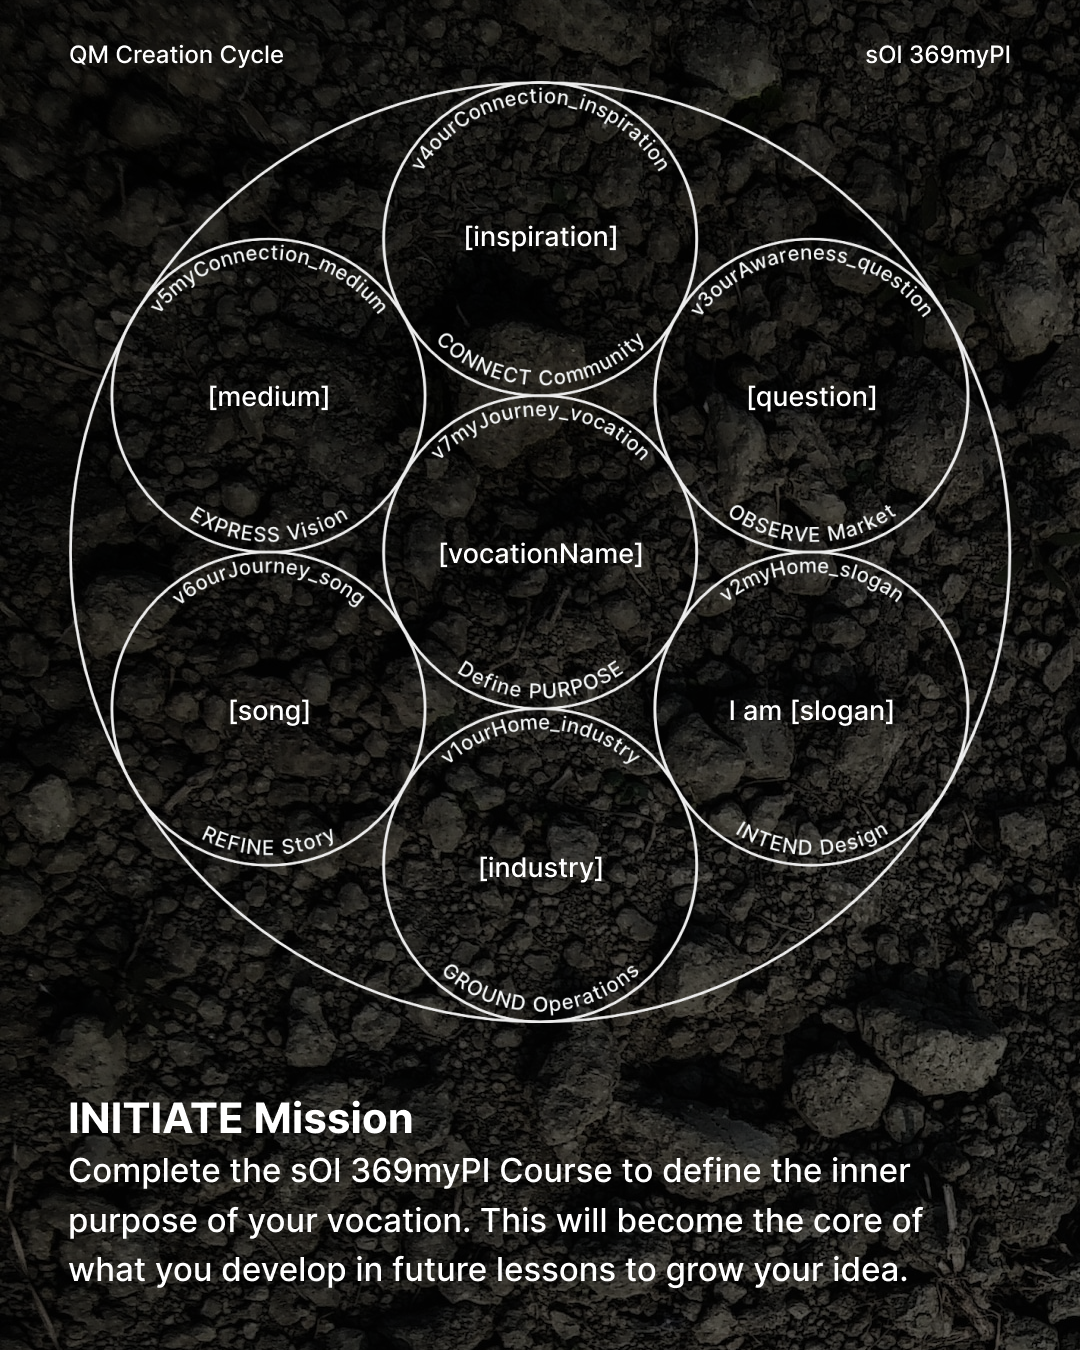 QM Creation Cycle
sOI 369myPI
v4ourConnection_inspiration
[inspiration]
CONNECT Community
v5myConnection_medium
[medium]
EXPRESS Vision
v3ourAwareness_question
[question]
OBSERVE Market
v7myJourney_vocation
[vocationName]
Define PURPOSE
v6ourJourney_song
[song]
REFINE Story
v2myHome_slogan
I am [slogan]
INTEND Design
v1ourHome_industry
[industry]
GROUND Operations
INITIATE Mission
Complete the sOI 369myPI Course to define the inner
purpose of your vocation. This will become the core of
what you develop in future lessons to grow your idea.